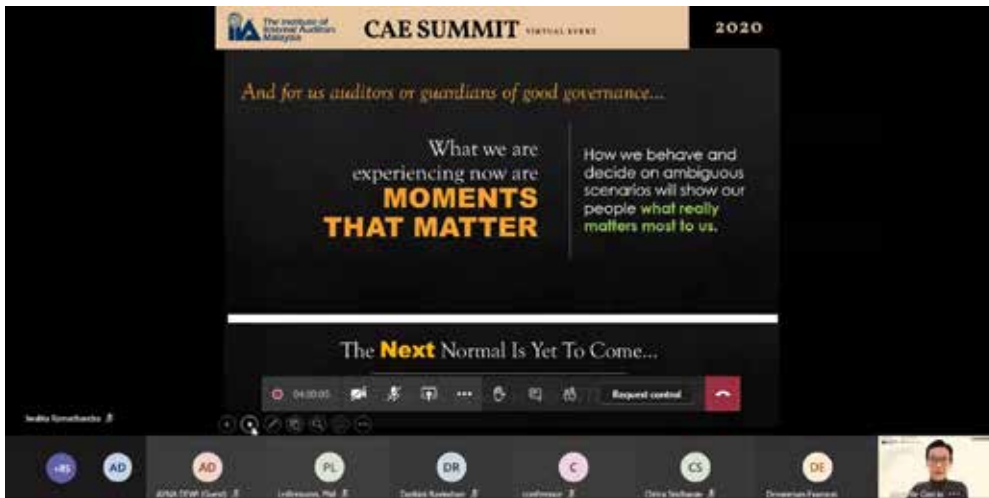 The Institute of
Internal Auditors
Malaysia
CAE SUMMIT VIRTUAL EVENT
2020
And for us auditors or guardians of good governance...
What we are
experiencing now are
MOMENTS
THAT MATTER
How we behave and
decide on ambiguous
scenarios will show our
people what really
matters most to us.
The Next Normal Is Yet To Come...
Request control
AD
AD
PL
DR
C
CS
DE
conference